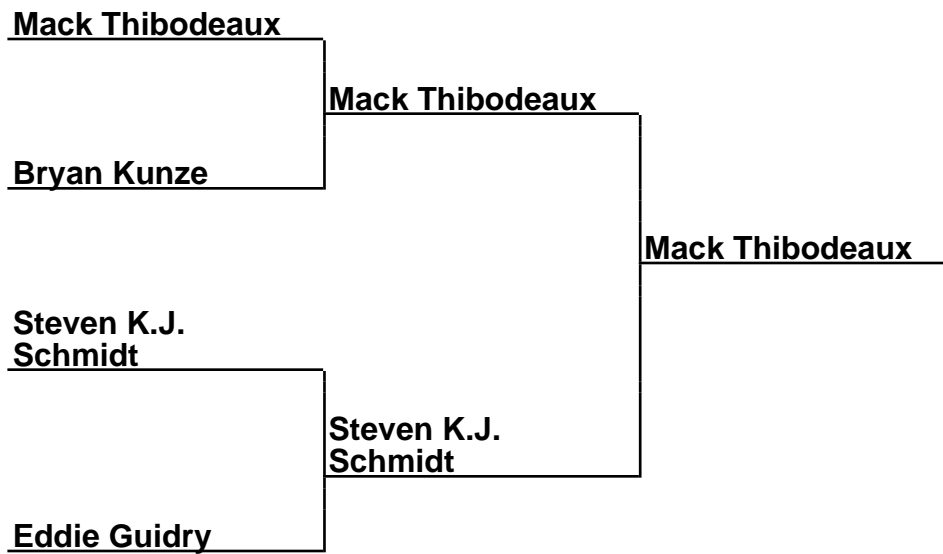 Mack Thibodeaux
Mack Thibodeaux
Bryan Kunze
Mack Thibodeaux
Steven K.J.
Schmidt
Steven K.J.
Schmidt
Eddie Guidry